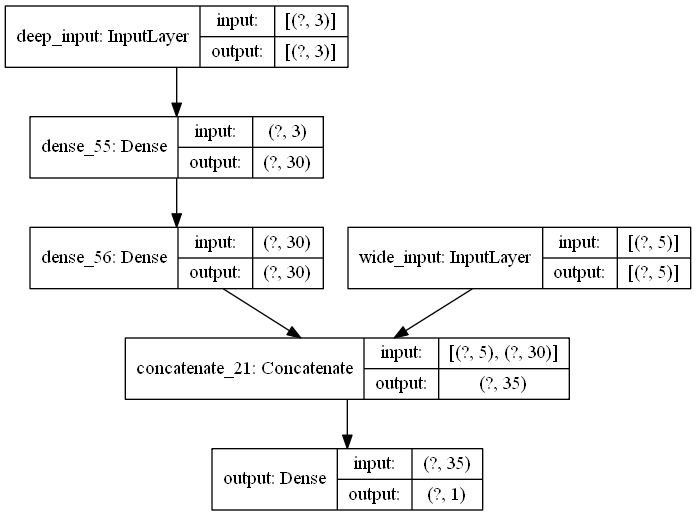 deep_input: InputLayer
input: [(?, 3)]
output: [(?, 3)]
dense_55: Dense
input: (?, 3)
output: (?, 30)
dense_56: Dense
input: (?, 30)
output: (?, 30)
wide_input: InputLayer
input: [(?, 5)]
output: [(?, 5)]
concatenate_21: Concatenate
input: [(?, 5), (?, 30)]
output: (?, 35)
output: Dense
input: (?, 35)
output: (?, 1)